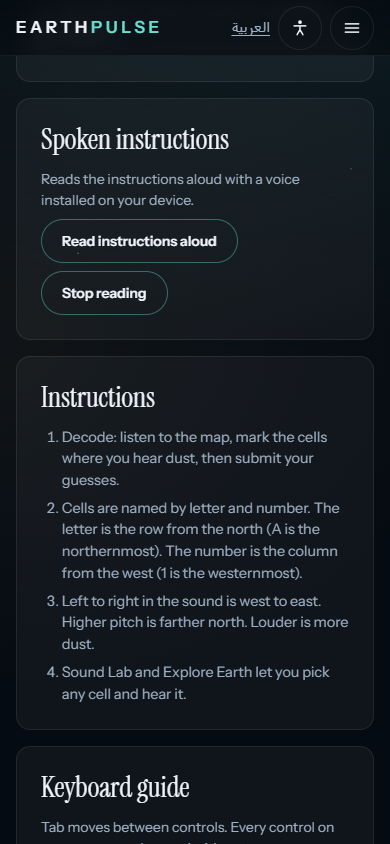 EARTHPULSE
العربية
Spoken instructions
Reads the instructions aloud with a voice
installed on your device.
Read instructions aloud
Stop reading
Instructions
1. Decode: listen to the map, mark the cells
where you hear dust, then submit your
guesses.
2. Cells are named by letter and number. The
letter is the row from the north (A is the
northernmost). The number is the column
from the west (1 is the westernmost).
3. Left to right in the sound is west to east.
Higher pitch is farther north. Louder is more
dust.
4. Sound Lab and Explore Earth let you pick
any cell and hear it.
Keyboard guide
Tab moves between controls. Every control on